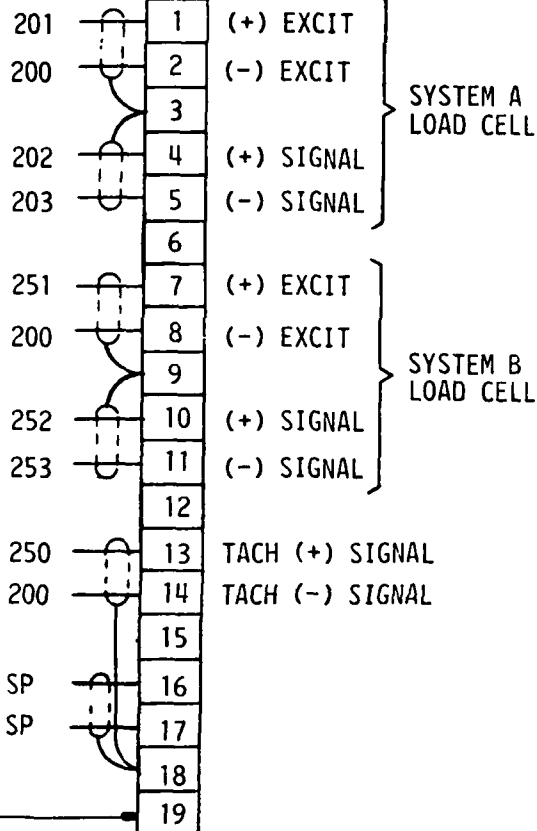 201 1 (+) EXCIT
200 2 (-) EXCIT
3
SYSTEM A
LOAD CELL
202 4 (+) SIGNAL
203 5 (-) SIGNAL
6
251 7 (+) EXCIT
200 8 (-) EXCIT
9
SYSTEM B
LOAD CELL
252 10 (+) SIGNAL
253 11 (-) SIGNAL
12
250 13 TACH (+) SIGNAL
200 14 TACH (-) SIGNAL
15
SP 16
SP 17
18
19